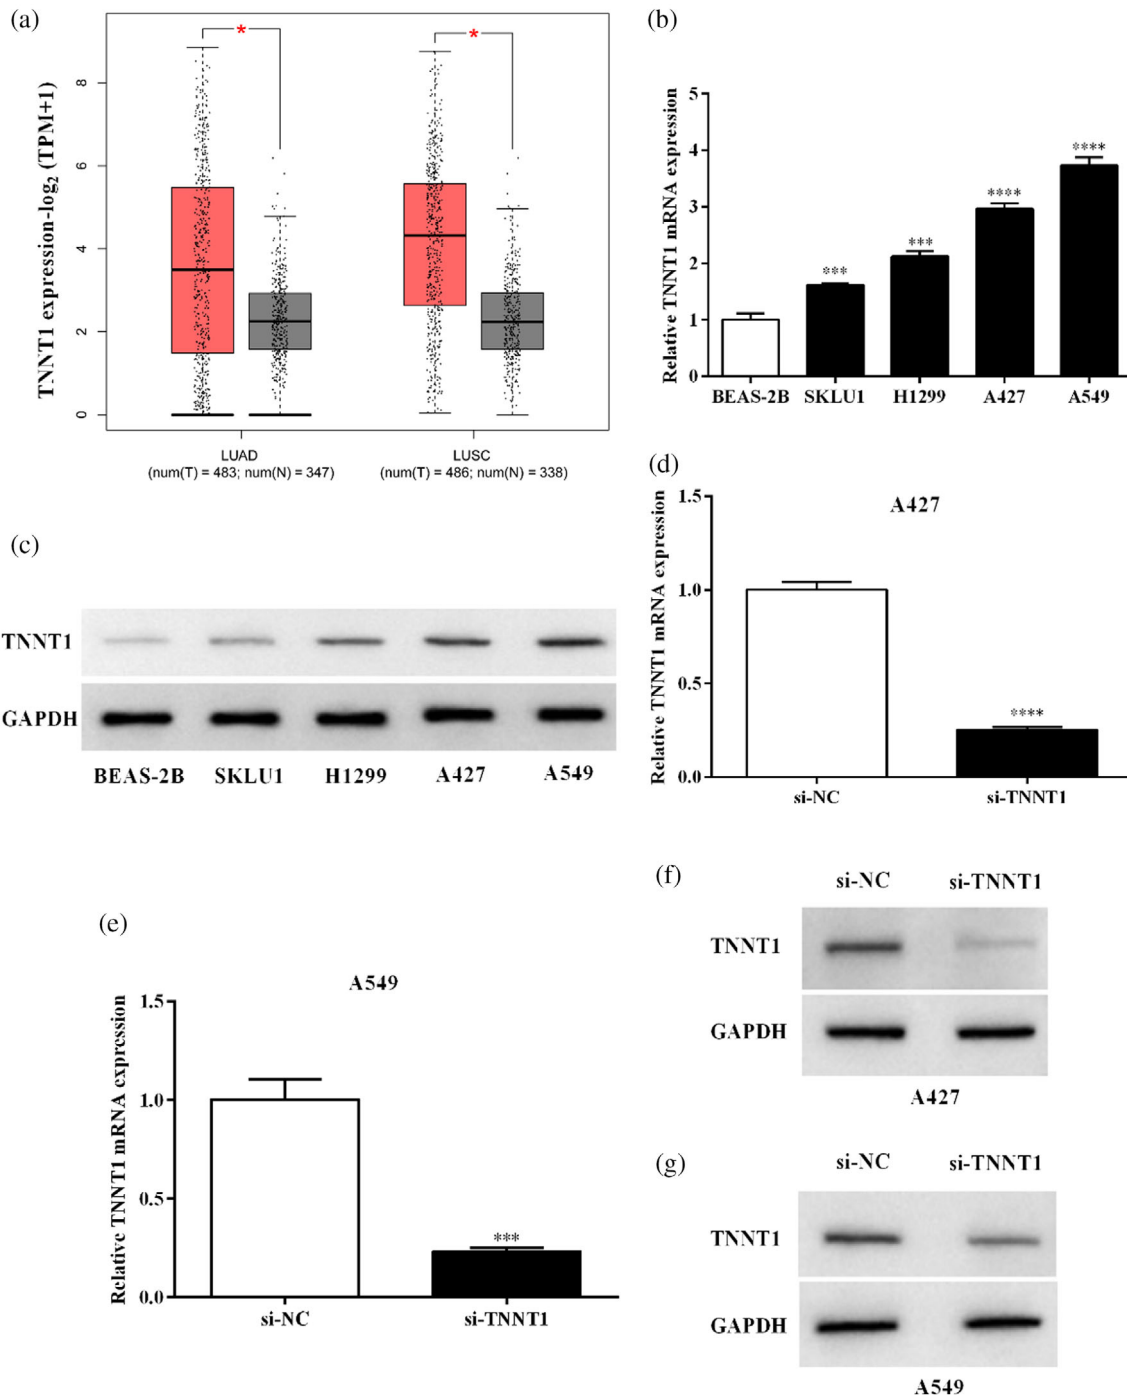 (a)
TNNT1 expression-log2 (TPM+1)
8
6
4
2
0
*
*
LUAD
(num(T) = 483; num(N) = 347)
LUSC
(num(T) = 486; num(N) = 338)
(b)
Relative TNNT1 mRNA expression
5
4
3
2
1
0
***
***
****
****
BEAS-2B SKLU1 H1299 A427 A549
(c)
TNNT1
GAPDH
BEAS-2B SKLU1 H1299 A427 A549
(d)
A427
Relative TNNT1 mRNA expression
1.5
1.0
0.5
0.0
****
si-NC si-TNNT1
(e)
A549
Relative TNNT1 mRNA expression
1.5
1.0
0.5
0.0
***
si-NC si-TNNT1
(f)
si-NC si-TNNT1
TNNT1
GAPDH
A427
(g)
si-NC si-TNNT1
TNNT1
GAPDH
A549